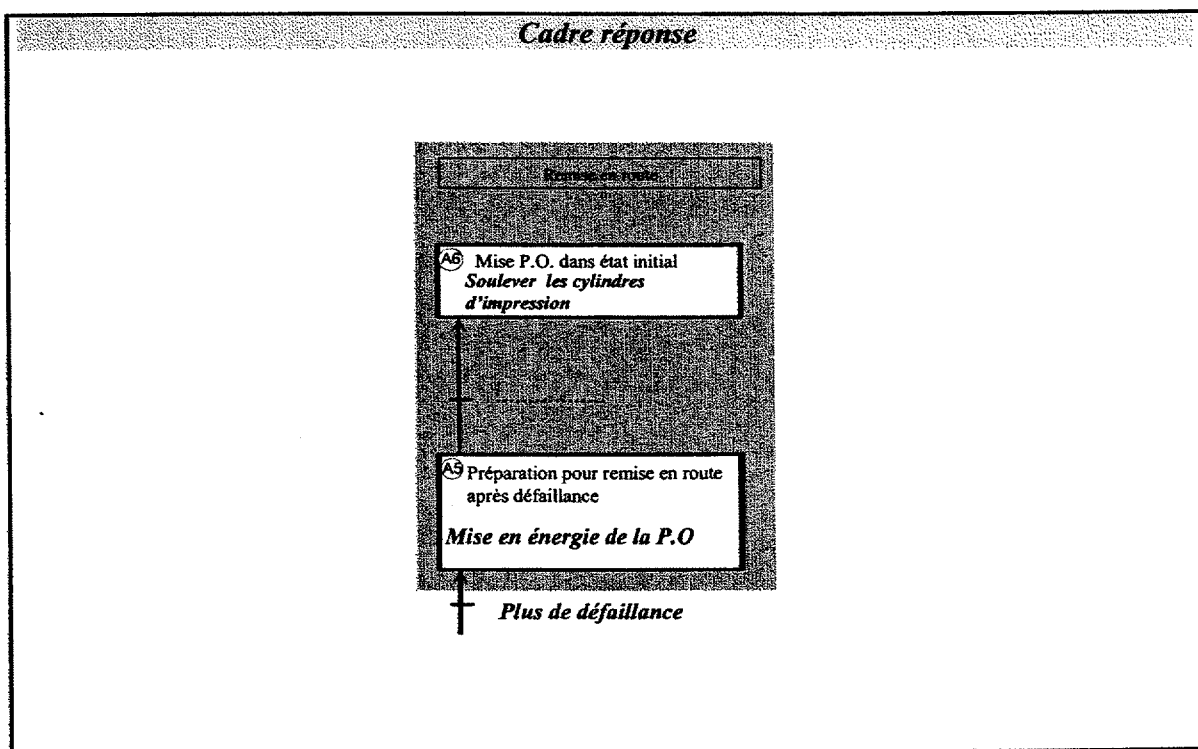 Cadre réponse
Remise en route
A6 Mise P.O. dans état initial
Soulever les cylindres
d'impression
A5 Préparation pour remise en route
après défaillance
Mise en énergie de la P.O
Plus de défaillance